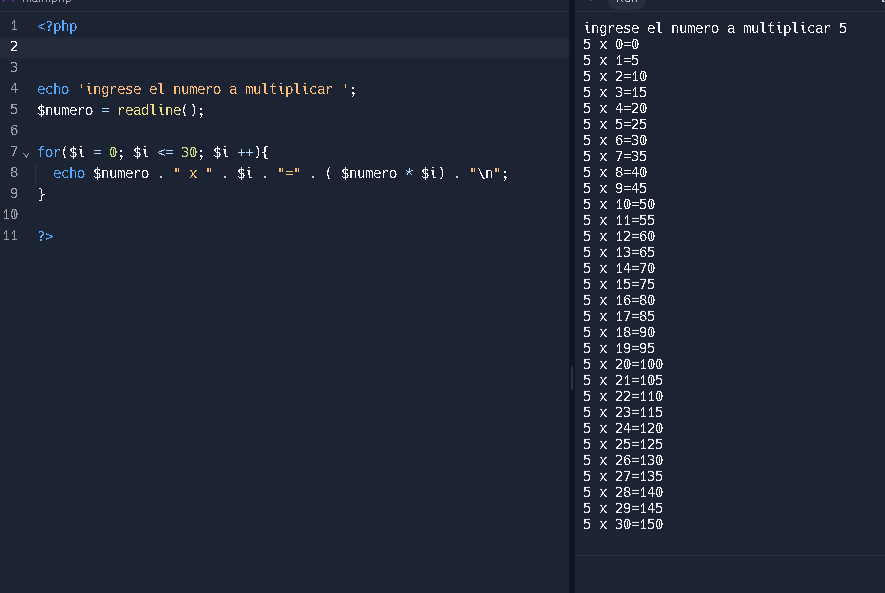 main.php
Run
1 <?php
2
3
4 echo 'ingrese el numero a multiplicar ';
5 $numero = readline();
6
7 for($i = 0; $i <= 30; $i ++){
8 echo $numero . " x " . $i . "=" . ( $numero * $i) . "\n";
9 }
10
11 ?>
ingrese el numero a multiplicar 5
5 x 0=0
5 x 1=5
5 x 2=10
5 x 3=15
5 x 4=20
5 x 5=25
5 x 6=30
5 x 7=35
5 x 8=40
5 x 9=45
5 x 10=50
5 x 11=55
5 x 12=60
5 x 13=65
5 x 14=70
5 x 15=75
5 x 16=80
5 x 17=85
5 x 18=90
5 x 19=95
5 x 20=100
5 x 21=105
5 x 22=110
5 x 23=115
5 x 24=120
5 x 25=125
5 x 26=130
5 x 27=135
5 x 28=140
5 x 29=145
5 x 30=150